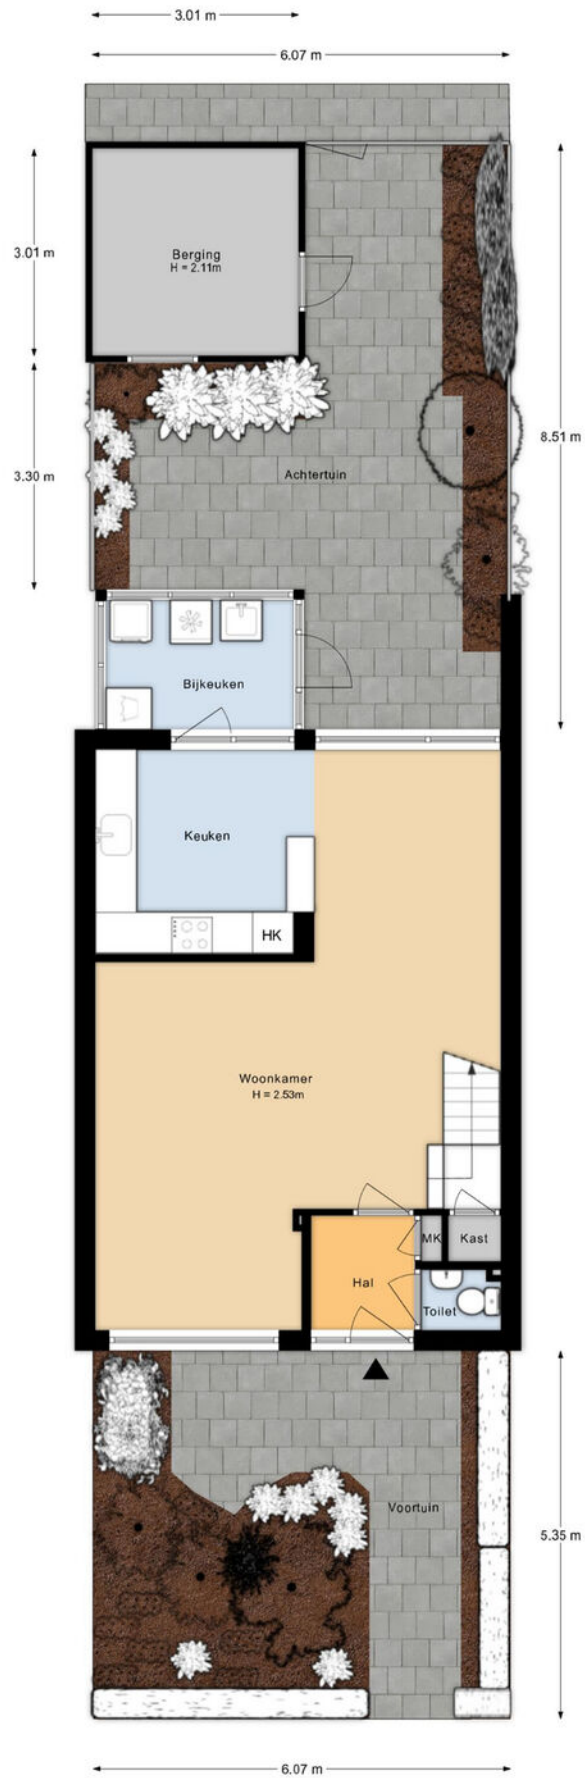 3.01 m
6.07 m
3.01 m
Berging
H = 2.11m
8.51 m
3.30 m
Achtertuin
Bijkeuken
Keuken
HK
Woonkamer
H = 2.53m
MK
Kast
Hal
Toilet
Voortuin
5.35 m
6.07 m